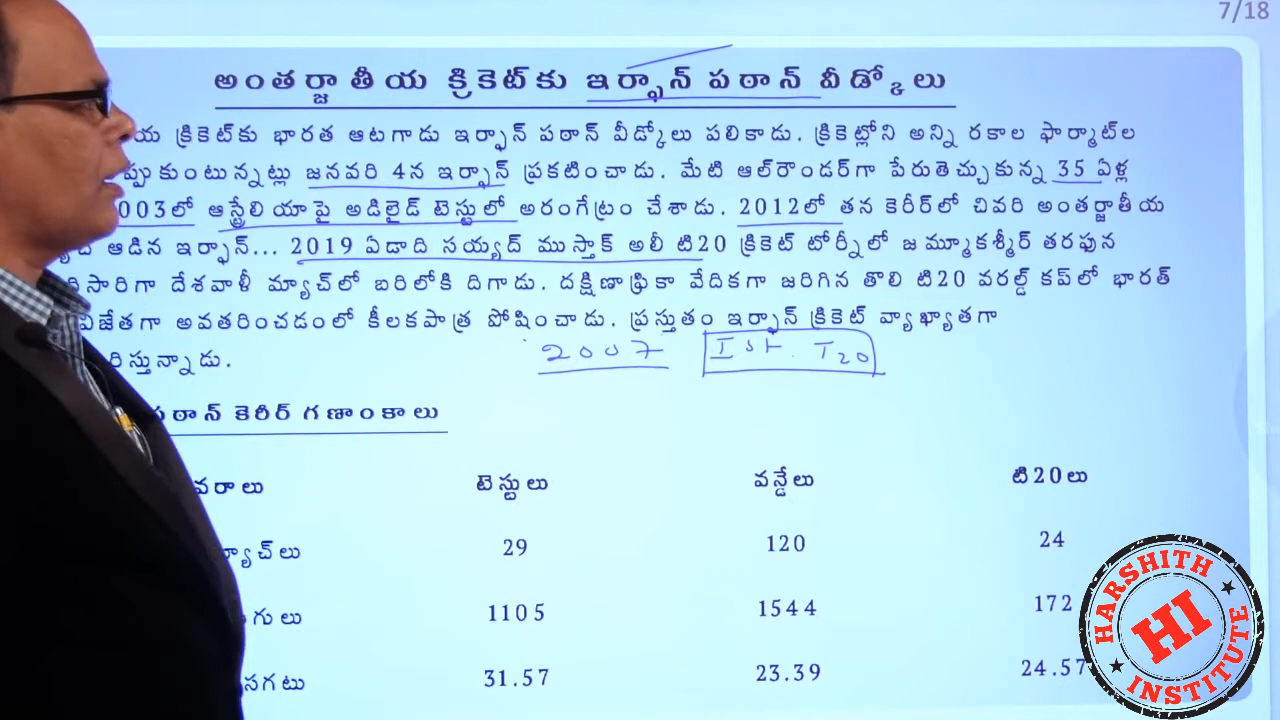 7/18
అంతర్జాతీయ క్రికెట్‌కు ఇర్ఫాన్ పఠాన్ వీడ్కోలు
క్రికెట్‌కు భారత ఆటగాడు ఇర్ఫాన్ పఠాన్ వీడ్కోలు పలికాడు. క్రికెట్లోని అన్ని రకాల ఫార్మాట్‌ల
జనవరి 4న ఇర్ఫాన్ ప్రకటించాడు. మేటి ఆల్‌రౌండర్‌గా పేరుతెచ్చుకున్న 35 ఏళ్ల
003లో ఆస్ట్రేలియాపై అడిలైడ్ టెస్టులో అరంగేట్రం చేశాడు. 2012లో తన కెరీర్‌లో చివరి అంతర్జాతీయ
ఆడిన ఇర్ఫాన్... 2019 ఏడాది సయ్యద్ ముస్తాక్ అలీ టి20 క్రికెట్ టోర్నీలో జమ్మూకశ్మీర్ తరఫున
రిసారిగా దేశవాళీ మ్యాచ్‌లో బరిలోకి దిగాడు. దక్షిణాఫ్రికా వేదికగా జరిగిన తొలి టి20 వరల్డ్ కప్‌లో భారత్
విజేతగా అవతరించడంలో కీలకపాత్ర పోషించాడు. ప్రస్తుతం ఇర్ఫాన్ క్రికెట్ వ్యాఖ్యాతగా
రిస్తున్నాడు.
2007 Ist. T20
పఠాన్ కెరీర్ గణాంకాలు
వరాలు టెస్టులు వన్డేలు టి20లు
్యాచ్‌లు 29 120 24
గులు 1105 1544 172
సగటు 31.57 23.39 24.57
HARSHITH
HI
INSTITUTE